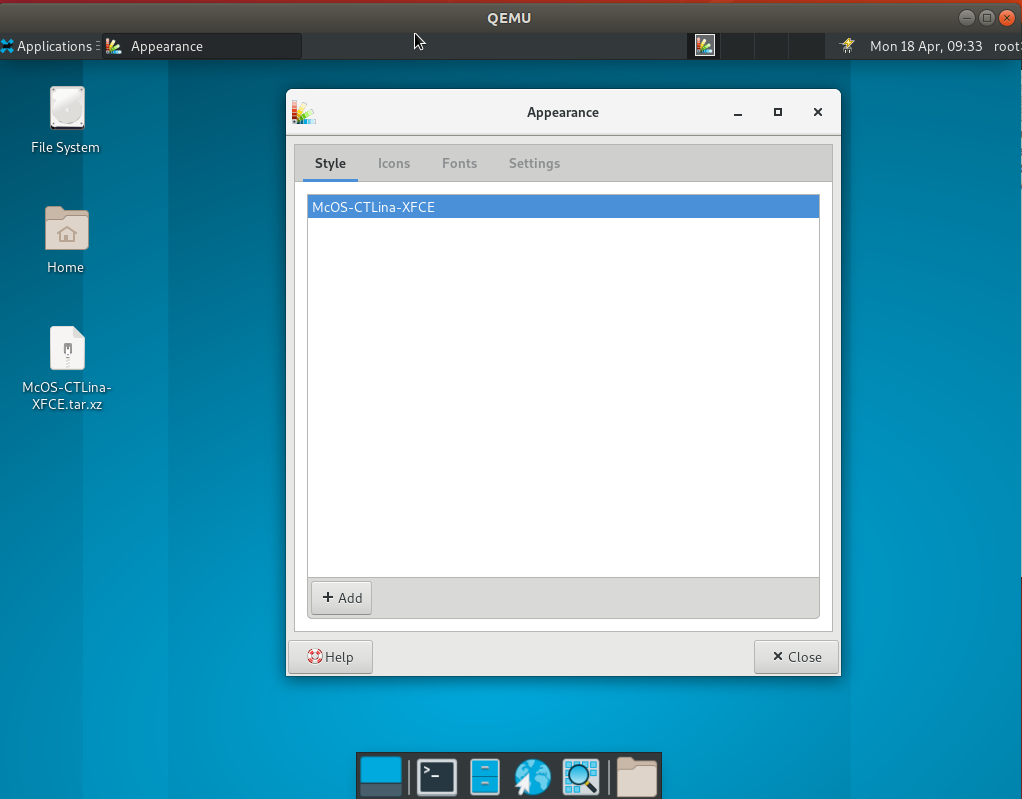 QEMU
Applications
Appearance
Mon 18 Apr, 09:33
root
File System
Home
McOS-CTLina-
XFCE.tar.xz
Appearance
Style
Icons
Fonts
Settings
McOS-CTLina-XFCE
+ Add
Help
Close